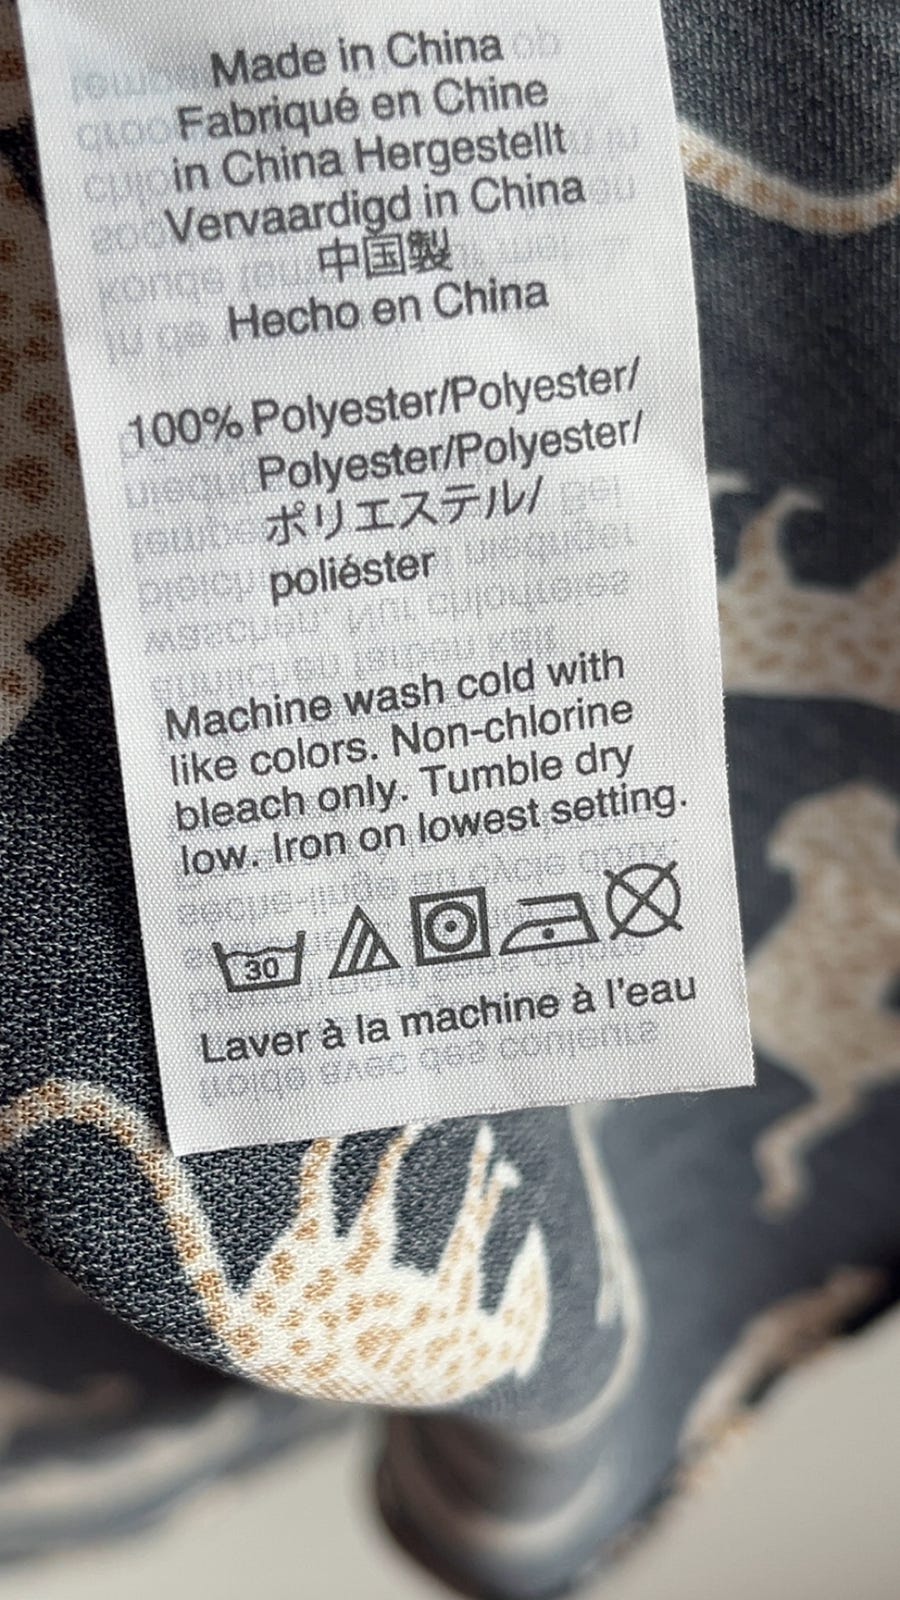 Made in China
Fabriqué en Chine
in China Hergestellt
Vervaardigd in China
中国製
Hecho en China
100% Polyester/Polyester/
Polyester/Polyester/
ポリエステル/
poliéster
Machine wash cold with
like colors. Non-chlorine
bleach only. Tumble dry
low. Iron on lowest setting.
30
Laver à la machine à l'eau